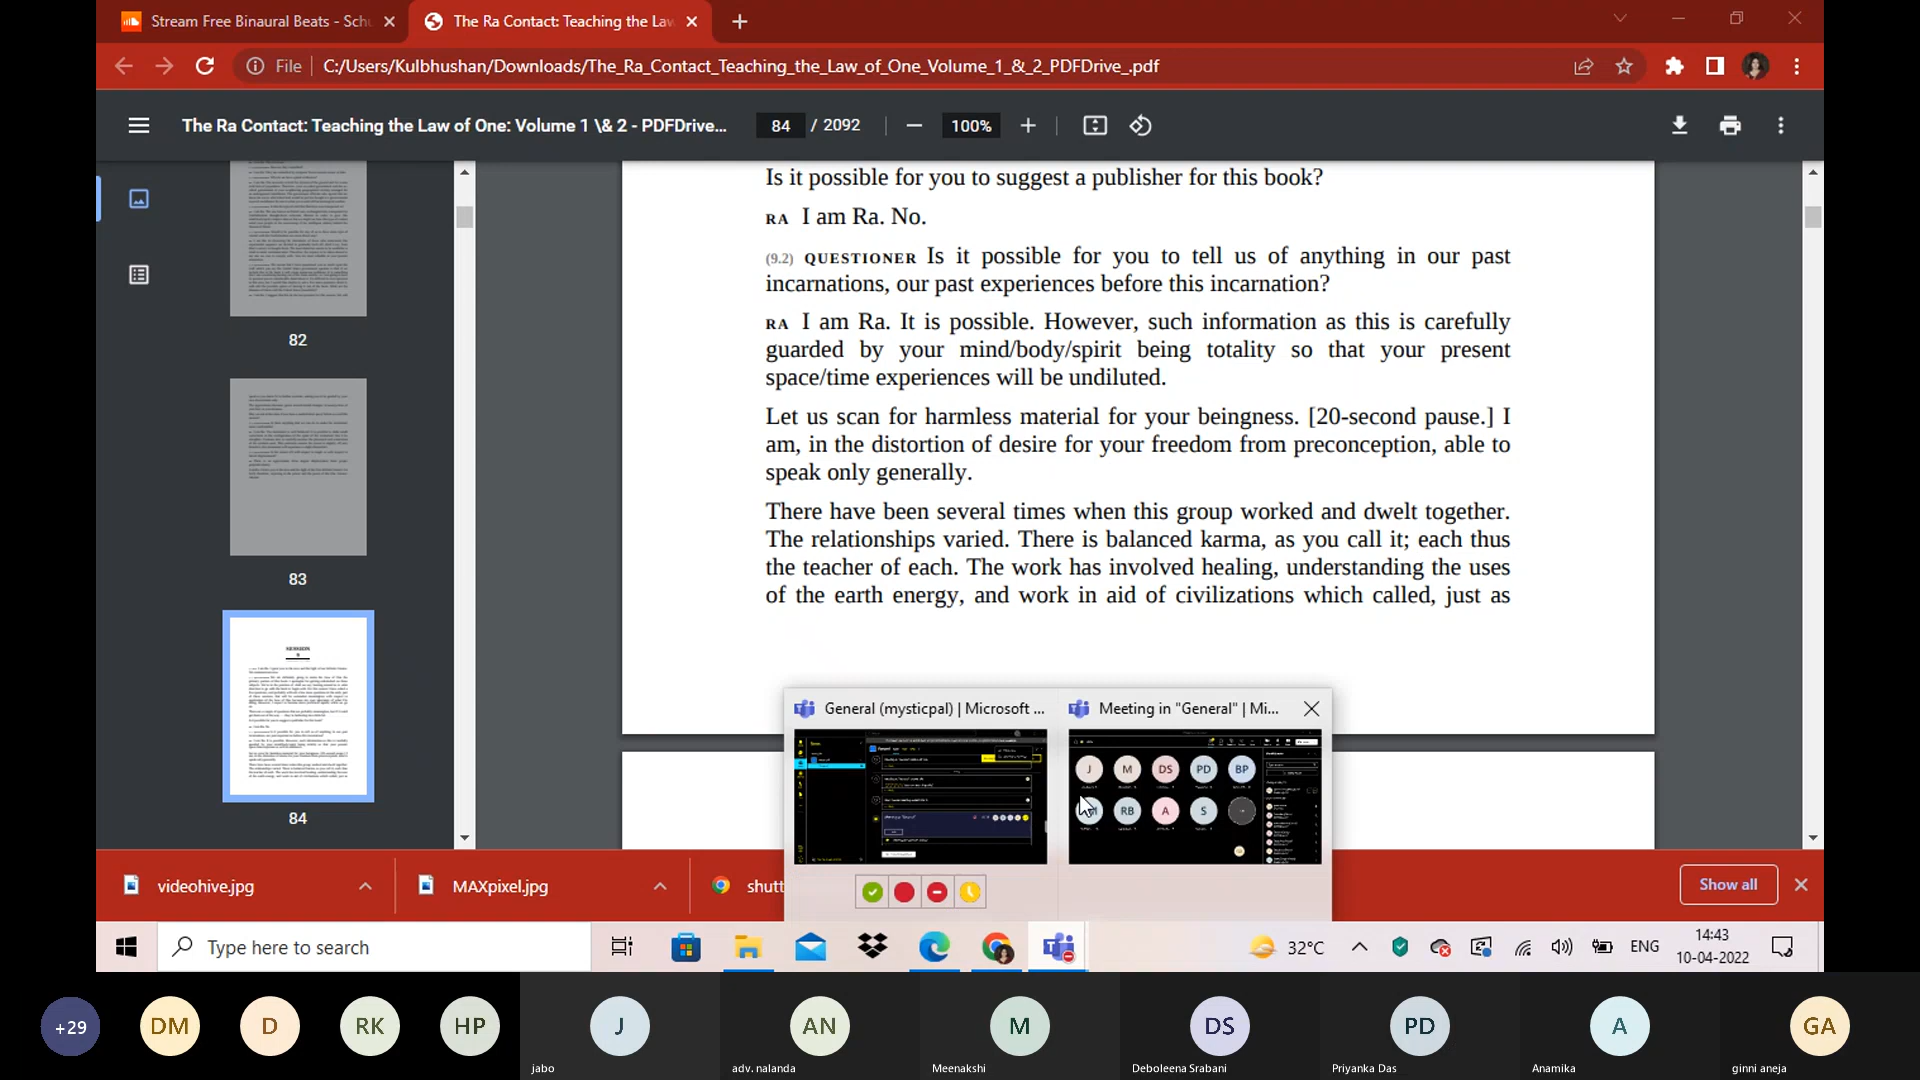 Stream Free Binaural Beats - Sch
The Ra Contact: Teaching the Law
File
C:/Users/Kulbhushan/Downloads/The_Ra_Contact_Teaching_the_Law_of_One_Volume_1_&_2_PDFDrive_.pdf
The Ra Contact: Teaching the Law of One: Volume 1 \& 2 - PDFDrive...
84 / 2092
100%
82
83
SESSION
84
Is it possible for you to suggest a publisher for this book?
RA I am Ra. No.
(9.2) QUESTIONER Is it possible for you to tell us of anything in our past
incarnations, our past experiences before this incarnation?
RA I am Ra. It is possible. However, such information as this is carefully
guarded by your mind/body/spirit being totality so that your present
space/time experiences will be undiluted.
Let us scan for harmless material for your beingness. [20-second pause.] I
am, in the distortion of desire for your freedom from preconception, able to
speak only generally.
There have been several times when this group worked and dwelt together.
The relationships varied. There is balanced karma, as you call it; each thus
the teacher of each. The work has involved healing, understanding the uses
of the earth energy, and work in aid of civilizations which called, just as
General (mysticpal) | Microsoft ...
Meeting in "General" | Mi...
J M DS PD BP
RB A S
videohive.jpg
MAXpixel.jpg
shutt
Show all
Type here to search
32°C
ENG
14:43
10-04-2022
+29
DM
D
RK
HP
J
AN
M
DS
PD
A
GA
jabo
adv. nalanda
Meenakshi
Deboleena Srabani
Priyanka Das
Anamika
ginni aneja